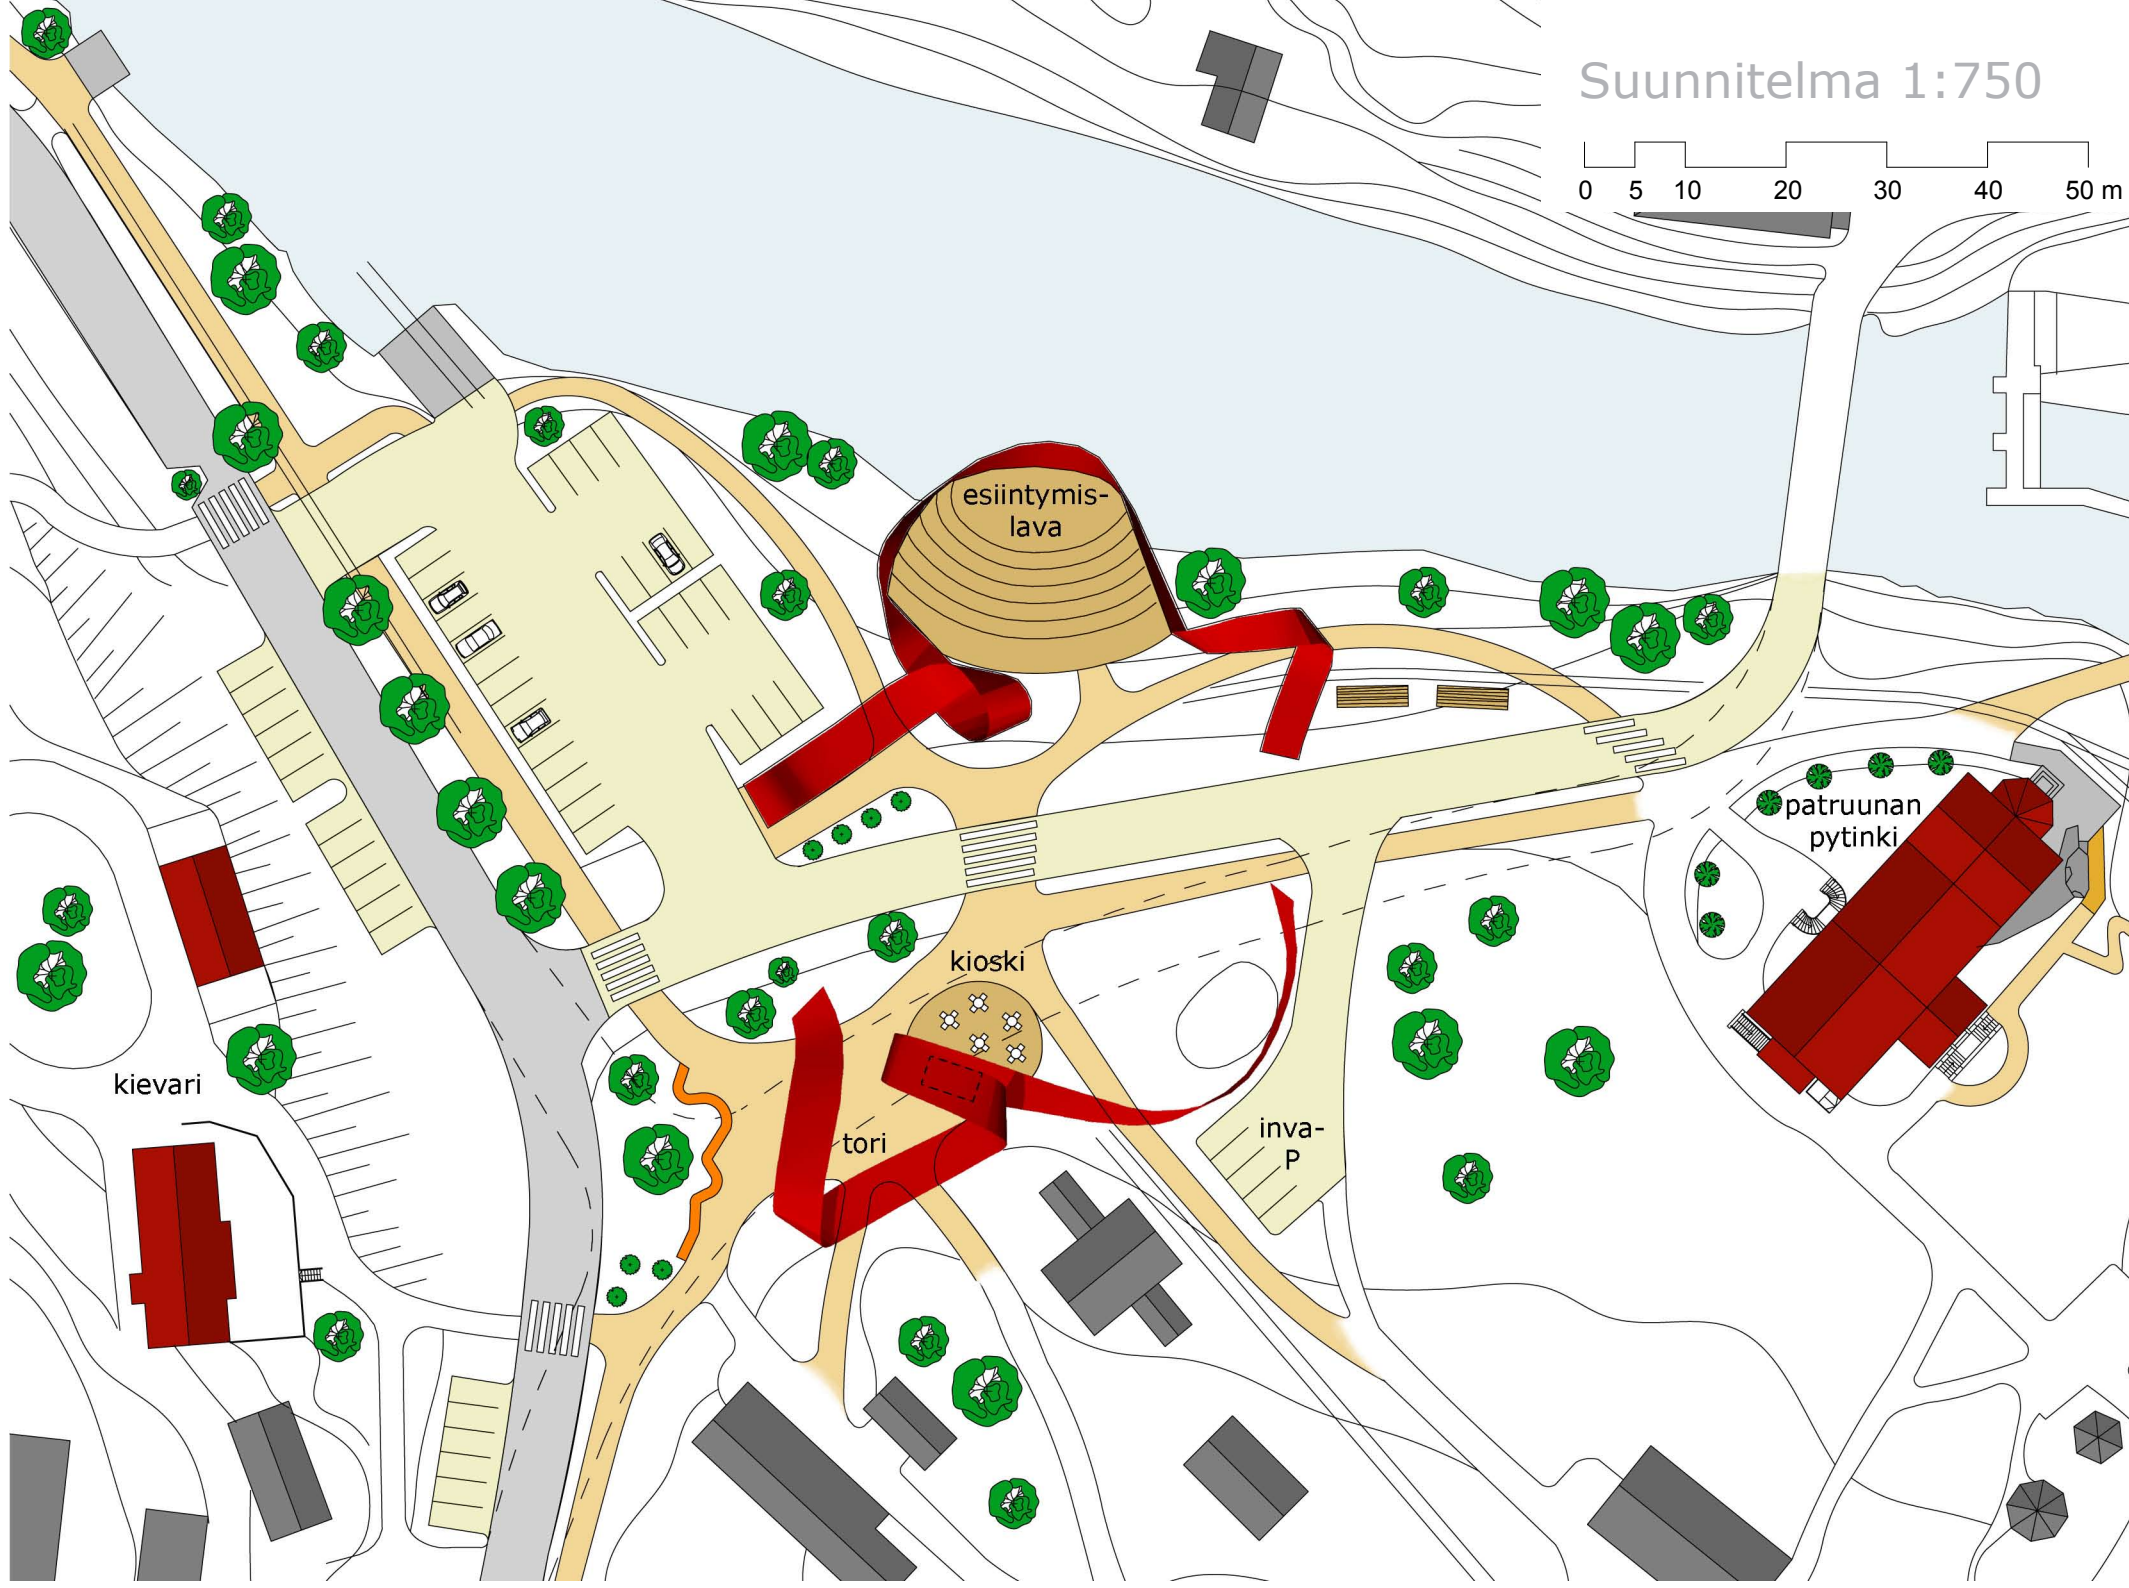 Suunnitelma 1:750
0 5 10 20 30 40 50 m
esiintymis-
lava
patruunan
pytinki
kioski
kievari
tori
inva-
P